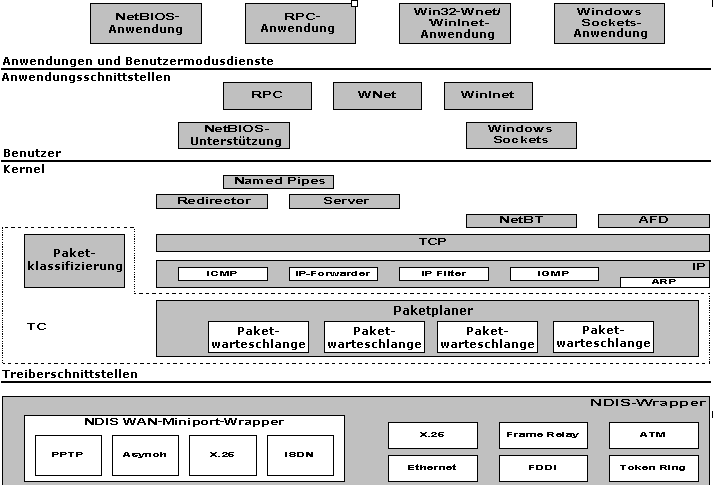 NetBIOS-
Anwendung
RPC-
Anwendung
Win32-Wnet/
WinInet-
Anwendung
Windows
Sockets-
Anwendung
Anwendungen und Benutzermodusdienste
Anwendungsschnittstellen
RPC
WNet
WinInet
NetBIOS-
Unterstützung
Windows
Sockets
Benutzer
Kernel
Named Pipes
Redirector
Server
NetBT
AFD
Paket-
klassifizierung
TCP
IP
ICMP
IP-Forwarder
IP Filter
IGMP
ARP
TC
Paketplaner
Paket-
warteschlange
Paket-
warteschlange
Paket-
warteschlange
Paket-
warteschlange
Treiberschnittstellen
NDIS-Wrapper
NDIS WAN-Miniport-Wrapper
PPTP
Asynch
X.25
ISDN
X.25
Frame Relay
ATM
Ethernet
FDDI
Token Ring